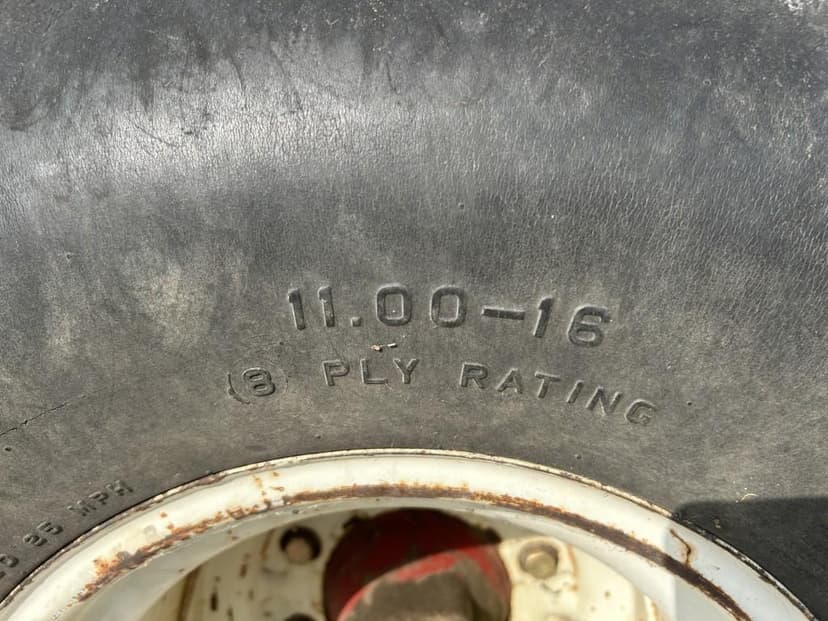 11.00-16
(8) PLY RATING
25 MPH